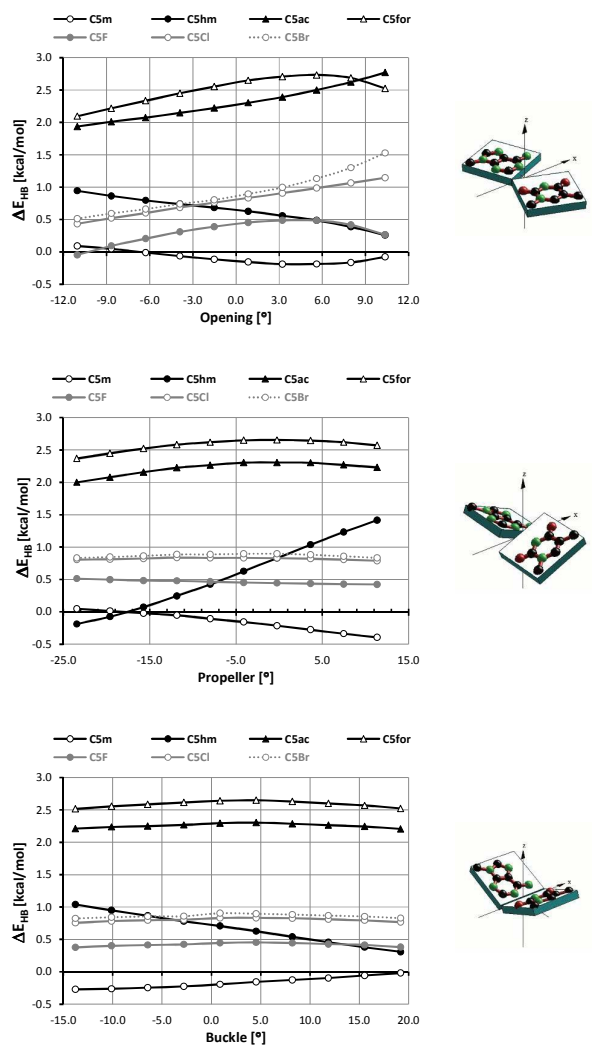 C5m C5hm C5ac C5for
C5F C5Cl C5Br
3.0
2.5
2.0
1.5
1.0
0.5
0.0
-0.5
ΔEHB [kcal/mol]
-12.0 -9.0 -6.0 -3.0 0.0 3.0 6.0 9.0 12.0
Opening [°]
z
x
C5m C5hm C5ac C5for
C5F C5Cl C5Br
3.0
2.5
2.0
1.5
1.0
0.5
0.0
-0.5
ΔEHB [kcal/mol]
-25.0 -15.0 -5.0 5.0 15.0
Propeller [°]
z
x
C5m C5hm C5ac C5for
C5F C5Cl C5Br
3.0
2.5
2.0
1.5
1.0
0.5
0.0
-0.5
ΔEHB [kcal/mol]
-15.0 -10.0 -5.0 0.0 5.0 10.0 15.0 20.0
Buckle [°]
z
x